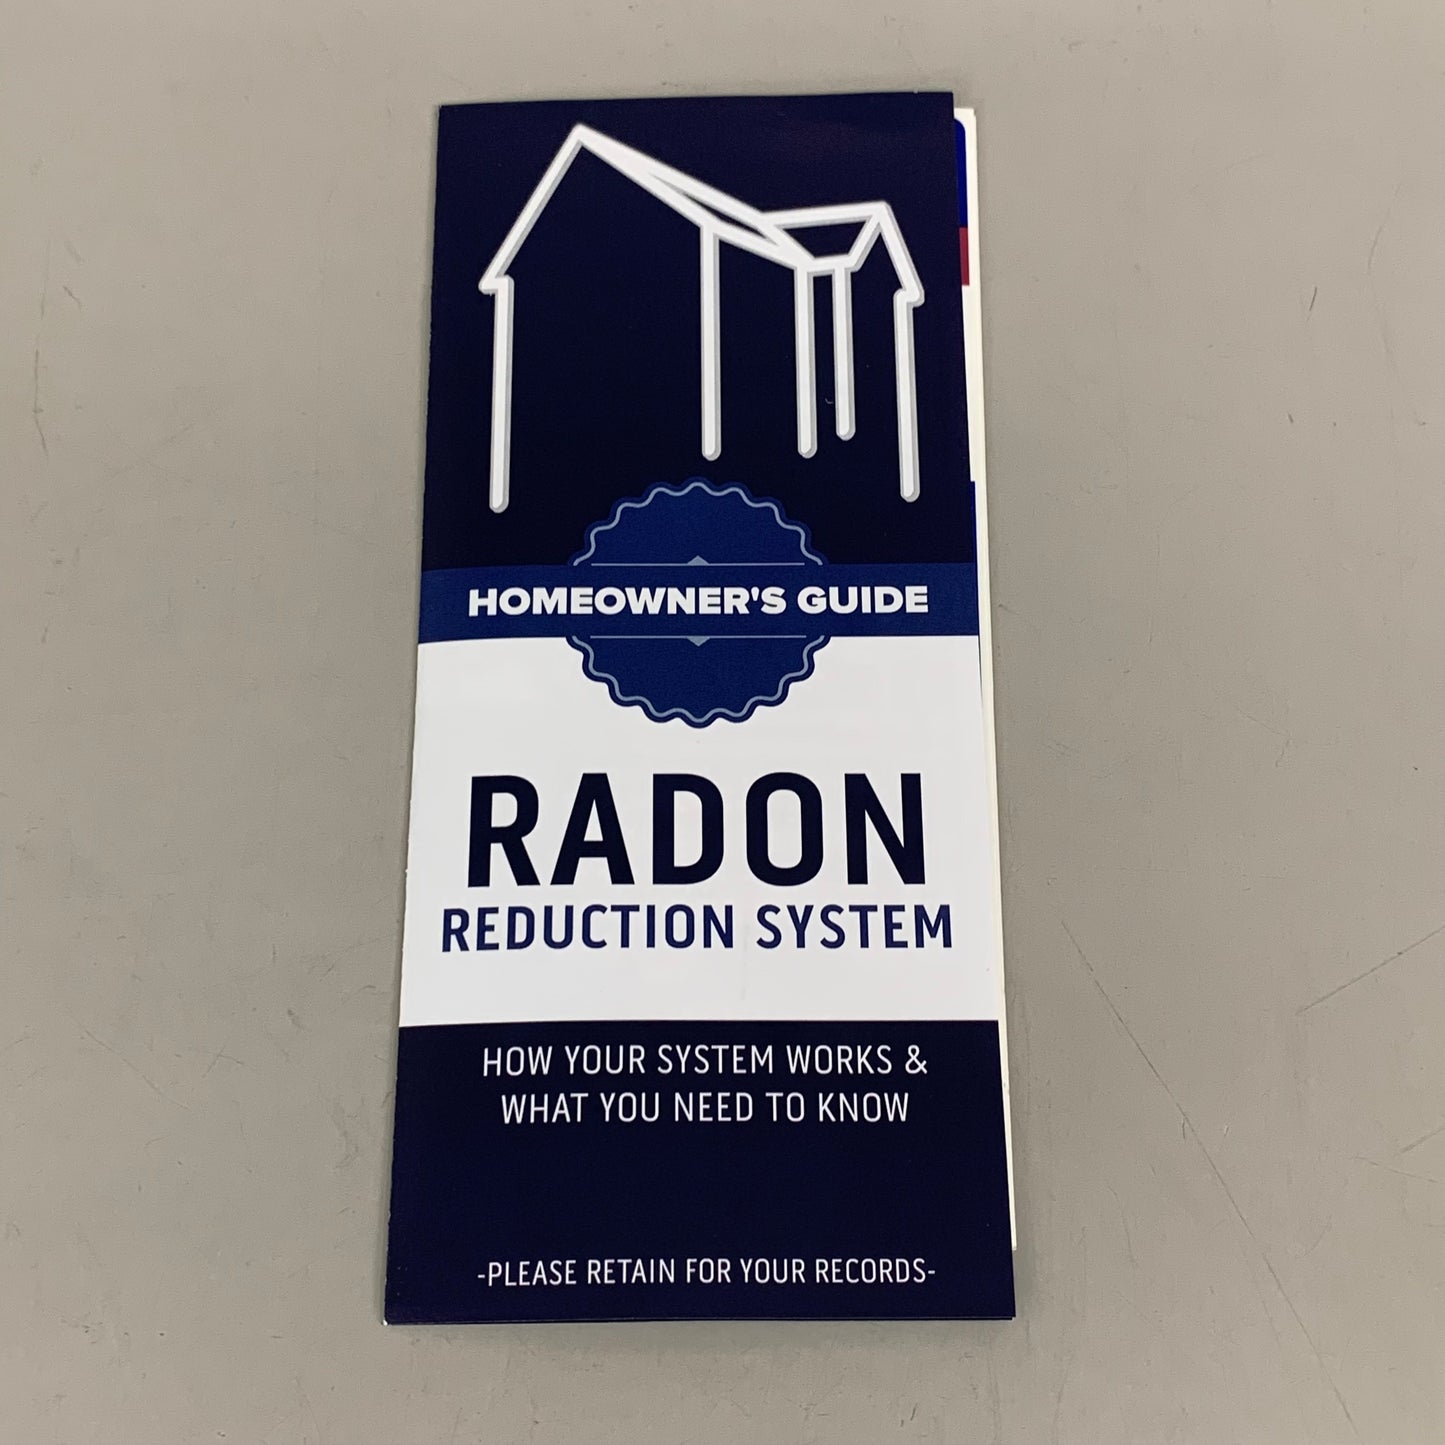 HOMEOWNER'S GUIDE
RADON
REDUCTION SYSTEM
HOW YOUR SYSTEM WORKS &
WHAT YOU NEED TO KNOW
-PLEASE RETAIN FOR YOUR RECORDS-